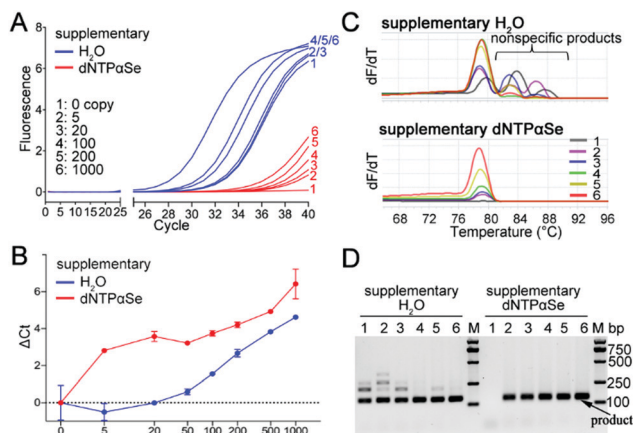 A
supplementary
H₂O
dNTPαSe
1: 0 copy
2: 5
3: 20
4: 100
5: 200
6: 1000
Fluorescence
8
6
4
2
0
0 5 10 15 20 25 26 28 30 32 34 36 38 40
Cycle
4/5/6
2/3
1
6
5
4
3
2
1
B
supplementary
H₂O
dNTPαSe
ΔCt
6
4
2
0
0 5 20 50 100 200 500 1000
C
supplementary H₂O
nonspecific products
dF/dT
supplementary dNTPαSe
dF/dT
1
2
3
4
5
6
68 72 76 80 84 88 92 96
Temperature (°C)
D
supplementary
H₂O
supplementary
dNTPαSe
1 2 3 4 5 6 M 1 2 3 4 5 6 M bp
750
500
250
100
product